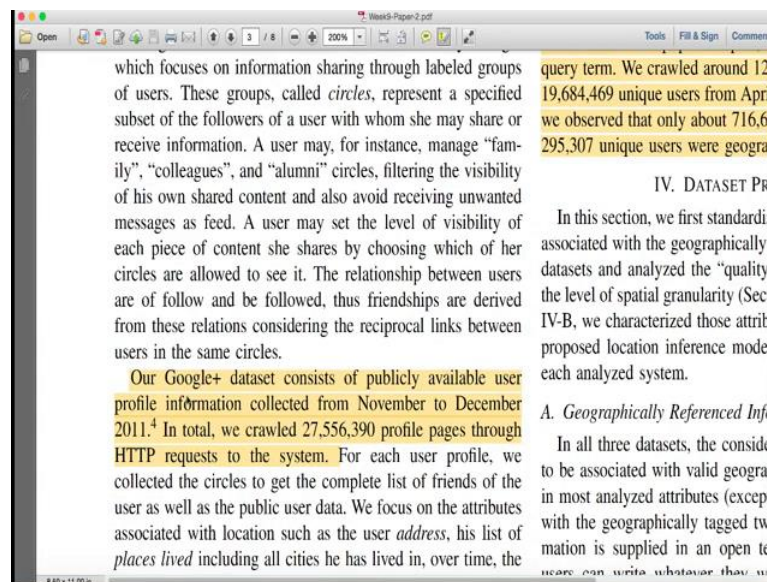 Week9-Paper-2.pdf
Open
3 / 8
200%
Tools Fill & Sign Commen
which focuses on information sharing through labeled groups
of users. These groups, called circles, represent a specified
subset of the followers of a user with whom she may share or
receive information. A user may, for instance, manage “fam-
ily”, “colleagues”, and “alumni” circles, filtering the visibility
of his own shared content and also avoid receiving unwanted
messages as feed. A user may set the level of visibility of
each piece of content she shares by choosing which of her
circles are allowed to see it. The relationship between users
are of follow and be followed, thus friendships are derived
from these relations considering the reciprocal links between
users in the same circles.
Our Google+ dataset consists of publicly available user
profile information collected from November to December
2011.4 In total, we crawled 27,556,390 profile pages through
HTTP requests to the system. For each user profile, we
collected the circles to get the complete list of friends of the
user as well as the public user data. We focus on the attributes
associated with location such as the user address, his list of
places lived including all cities he has lived in, over time, the
query term. We crawled around 12
19,684,469 unique users from Apri
we observed that only about 716,6
295,307 unique users were geogra
IV. DATASET PR
In this section, we first standardi
associated with the geographically
datasets and analyzed the “quality
the level of spatial granularity (Sec
IV-B, we characterized those attrib
proposed location inference mode
each analyzed system.
A. Geographically Referenced Inf
In all three datasets, the conside
to be associated with valid geogra
in most analyzed attributes (excep
with the geographically tagged tw
mation is supplied in an open te
users can write whatever they w
8.50 x 11.00 in